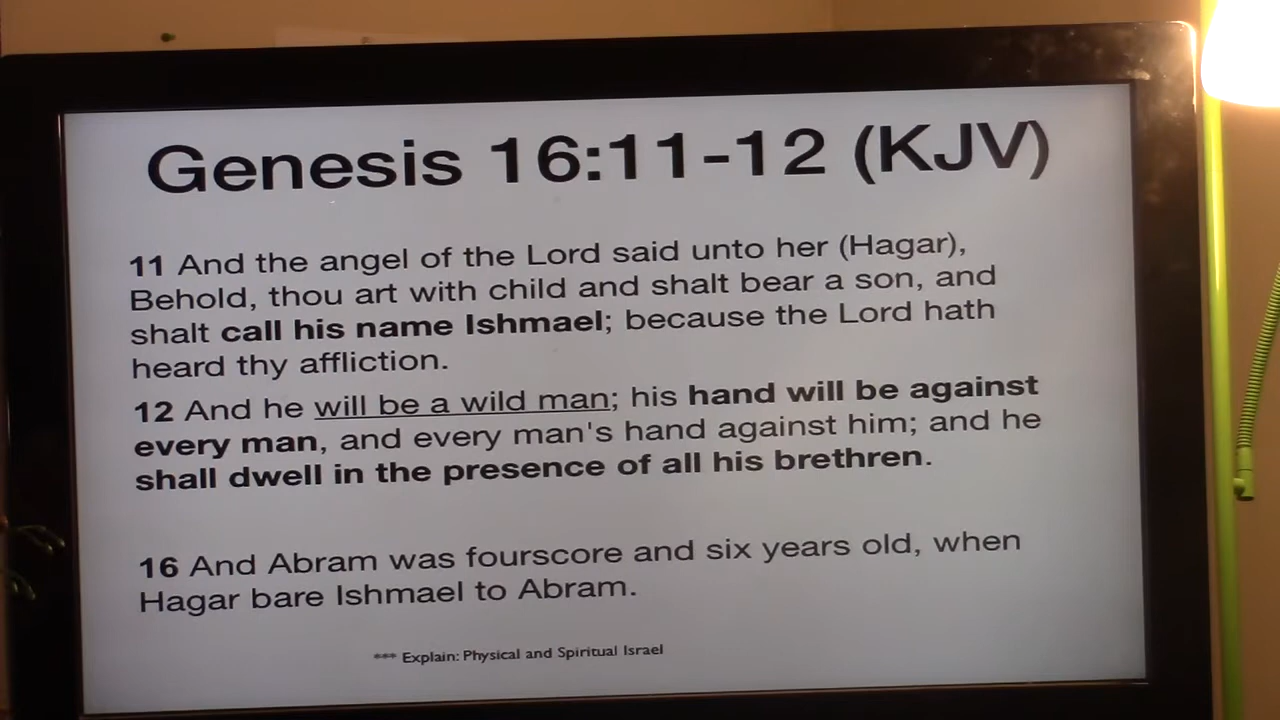 Genesis 16:11-12 (KJV)
11 And the angel of the Lord said unto her (Hagar),
Behold, thou art with child and shalt bear a son, and
shalt call his name Ishmael; because the Lord hath
heard thy affliction.
12 And he will be a wild man; his hand will be against
every man, and every man's hand against him; and he
shall dwell in the presence of all his brethren.
16 And Abram was fourscore and six years old, when
Hagar bare Ishmael to Abram.
*** Explain: Physical and Spiritual Israel